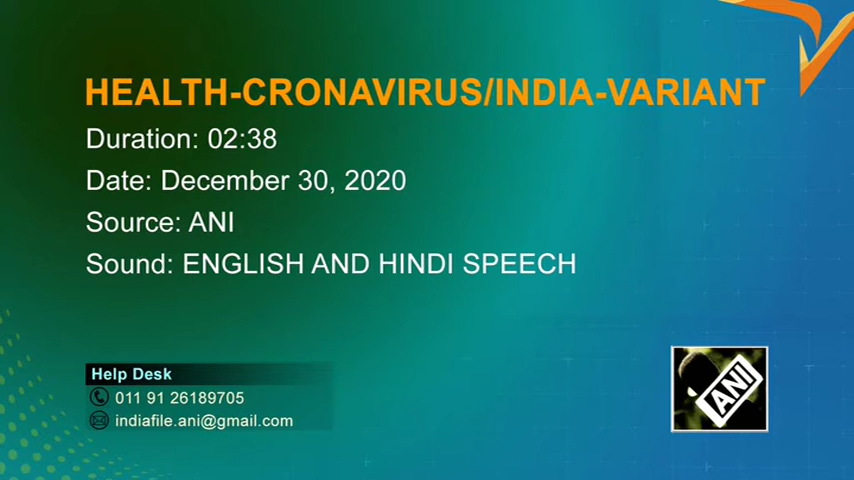 HEALTH-CRONAVIRUS/INDIA-VARIANT
Duration: 02:38
Date: December 30, 2020
Source: ANI
Sound: ENGLISH AND HINDI SPEECH
Help Desk
011 91 26189705
indiafile.ani@gmail.com
ANI